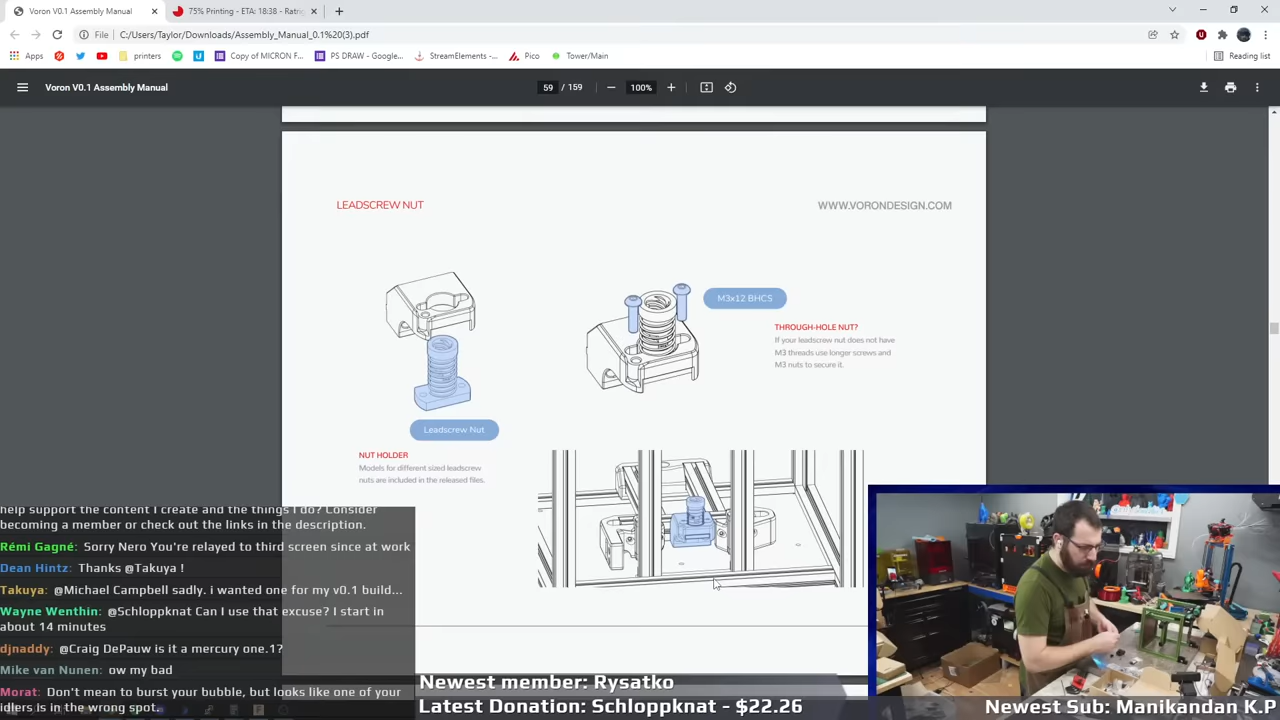 Voron V0.1 Assembly Manual
75% Printing - ETA: 18:38 - Ratrig
File
C:/Users/Taylor/Downloads/Assembly_Manual_0.1%20(3).pdf
Apps
printers
Copy of MICRON F...
PS DRAW - Google...
StreamElements -...
Pico
Tower/Main
Reading list
Voron V0.1 Assembly Manual
59 / 159
100%
LEADSCREW NUT
WWW.VORONDESIGN.COM
M3x12 BHCS
THROUGH-HOLE NUT?
If your leadscrew nut does not have
M3 threads use longer screws and
M3 nuts to secure it.
Leadscrew Nut
NUT HOLDER
Models for different sized leadscrew
nuts are included in the released files.
help support the content I create and the things I do? Consider
becoming a member or check out the links in the description.
Rémi Gagné: Sorry Nero You're relayed to third screen since at work
Dean Hintz: Thanks @Takuya !
Takuya: @Michael Campbell sadly. i wanted one for my v0.1 build...
Wayne Wenthin: @Schloppknat Can I use that excuse? I start in
about 14 minutes
djnaddy: @Craig DePauw is it a mercury one.1?
Mike van Nunen: ow my bad
Morat: Don't mean to burst your bubble, but looks like one of your
idlers is in the wrong spot.
Newest member: Rysatko
Latest Donation: Schloppknat - $22.26
Newest Sub: Manikandan K.P